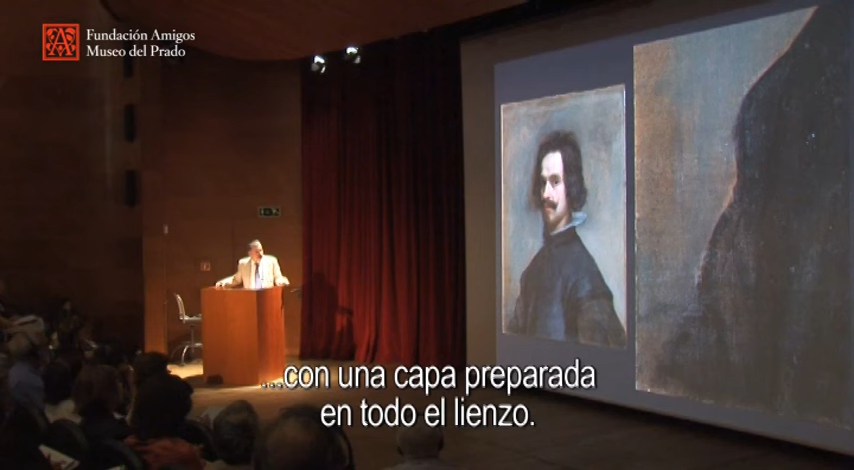 Fundación Amigos
Museo del Prado
...con una capa preparada
en todo el lienzo.